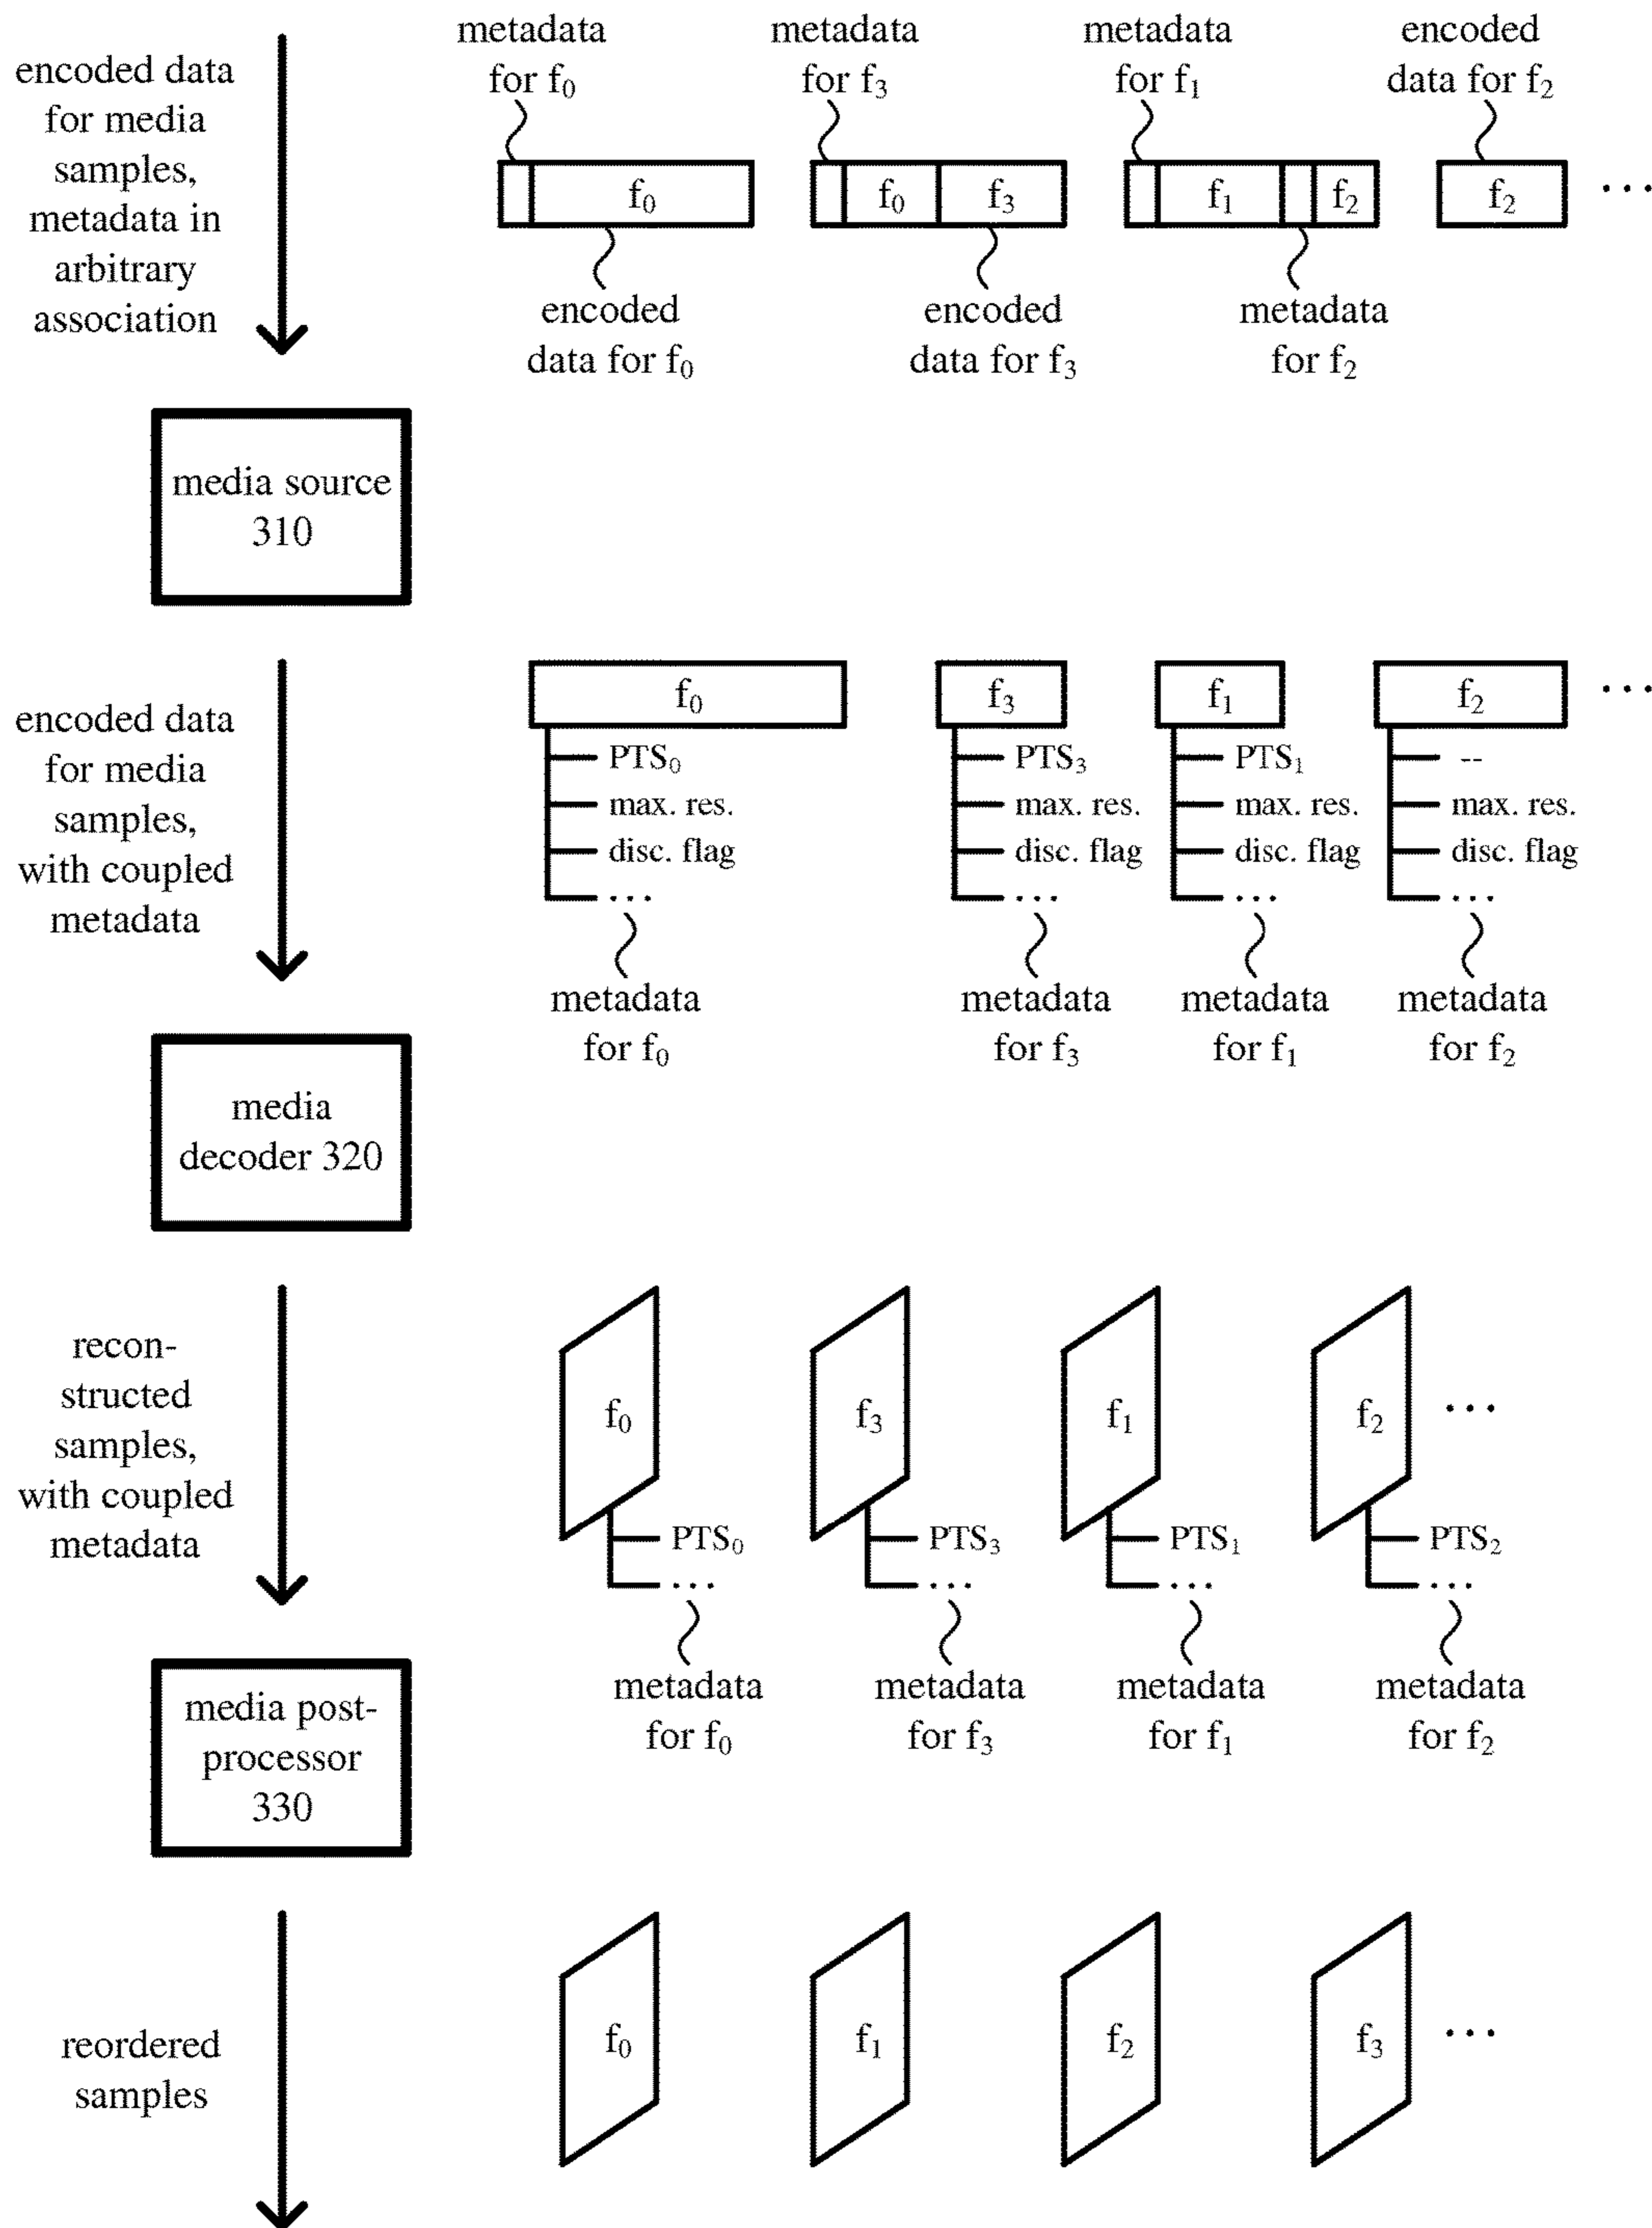 encoded data
for media
samples,
metadata in
arbitrary
association
metadata
for f₀
metadata
for f₃
metadata
for f₁
encoded
data for f₂
f₀
f₀ f₃
f₁ f₂
f₂ ...
encoded
data for f₀
encoded
data for f₃
metadata
for f₂
media source
310
encoded data
for media
samples,
with coupled
metadata
f₀
PTS₀
max. res.
disc. flag
...
metadata
for f₀
f₃
PTS₃
max. res.
disc. flag
...
metadata
for f₃
f₁
PTS₁
max. res.
disc. flag
...
metadata
for f₁
f₂ ...
--
max. res.
disc. flag
...
metadata
for f₂
media
decoder 320
recon-
structed
samples,
with coupled
metadata
f₀
PTS₀
...
metadata
for f₀
f₃
PTS₃
...
metadata
for f₃
f₁
PTS₁
...
metadata
for f₁
f₂ ...
PTS₂
...
metadata
for f₂
media post-
processor
330
reordered
samples
f₀ f₁ f₂ f₃ ...